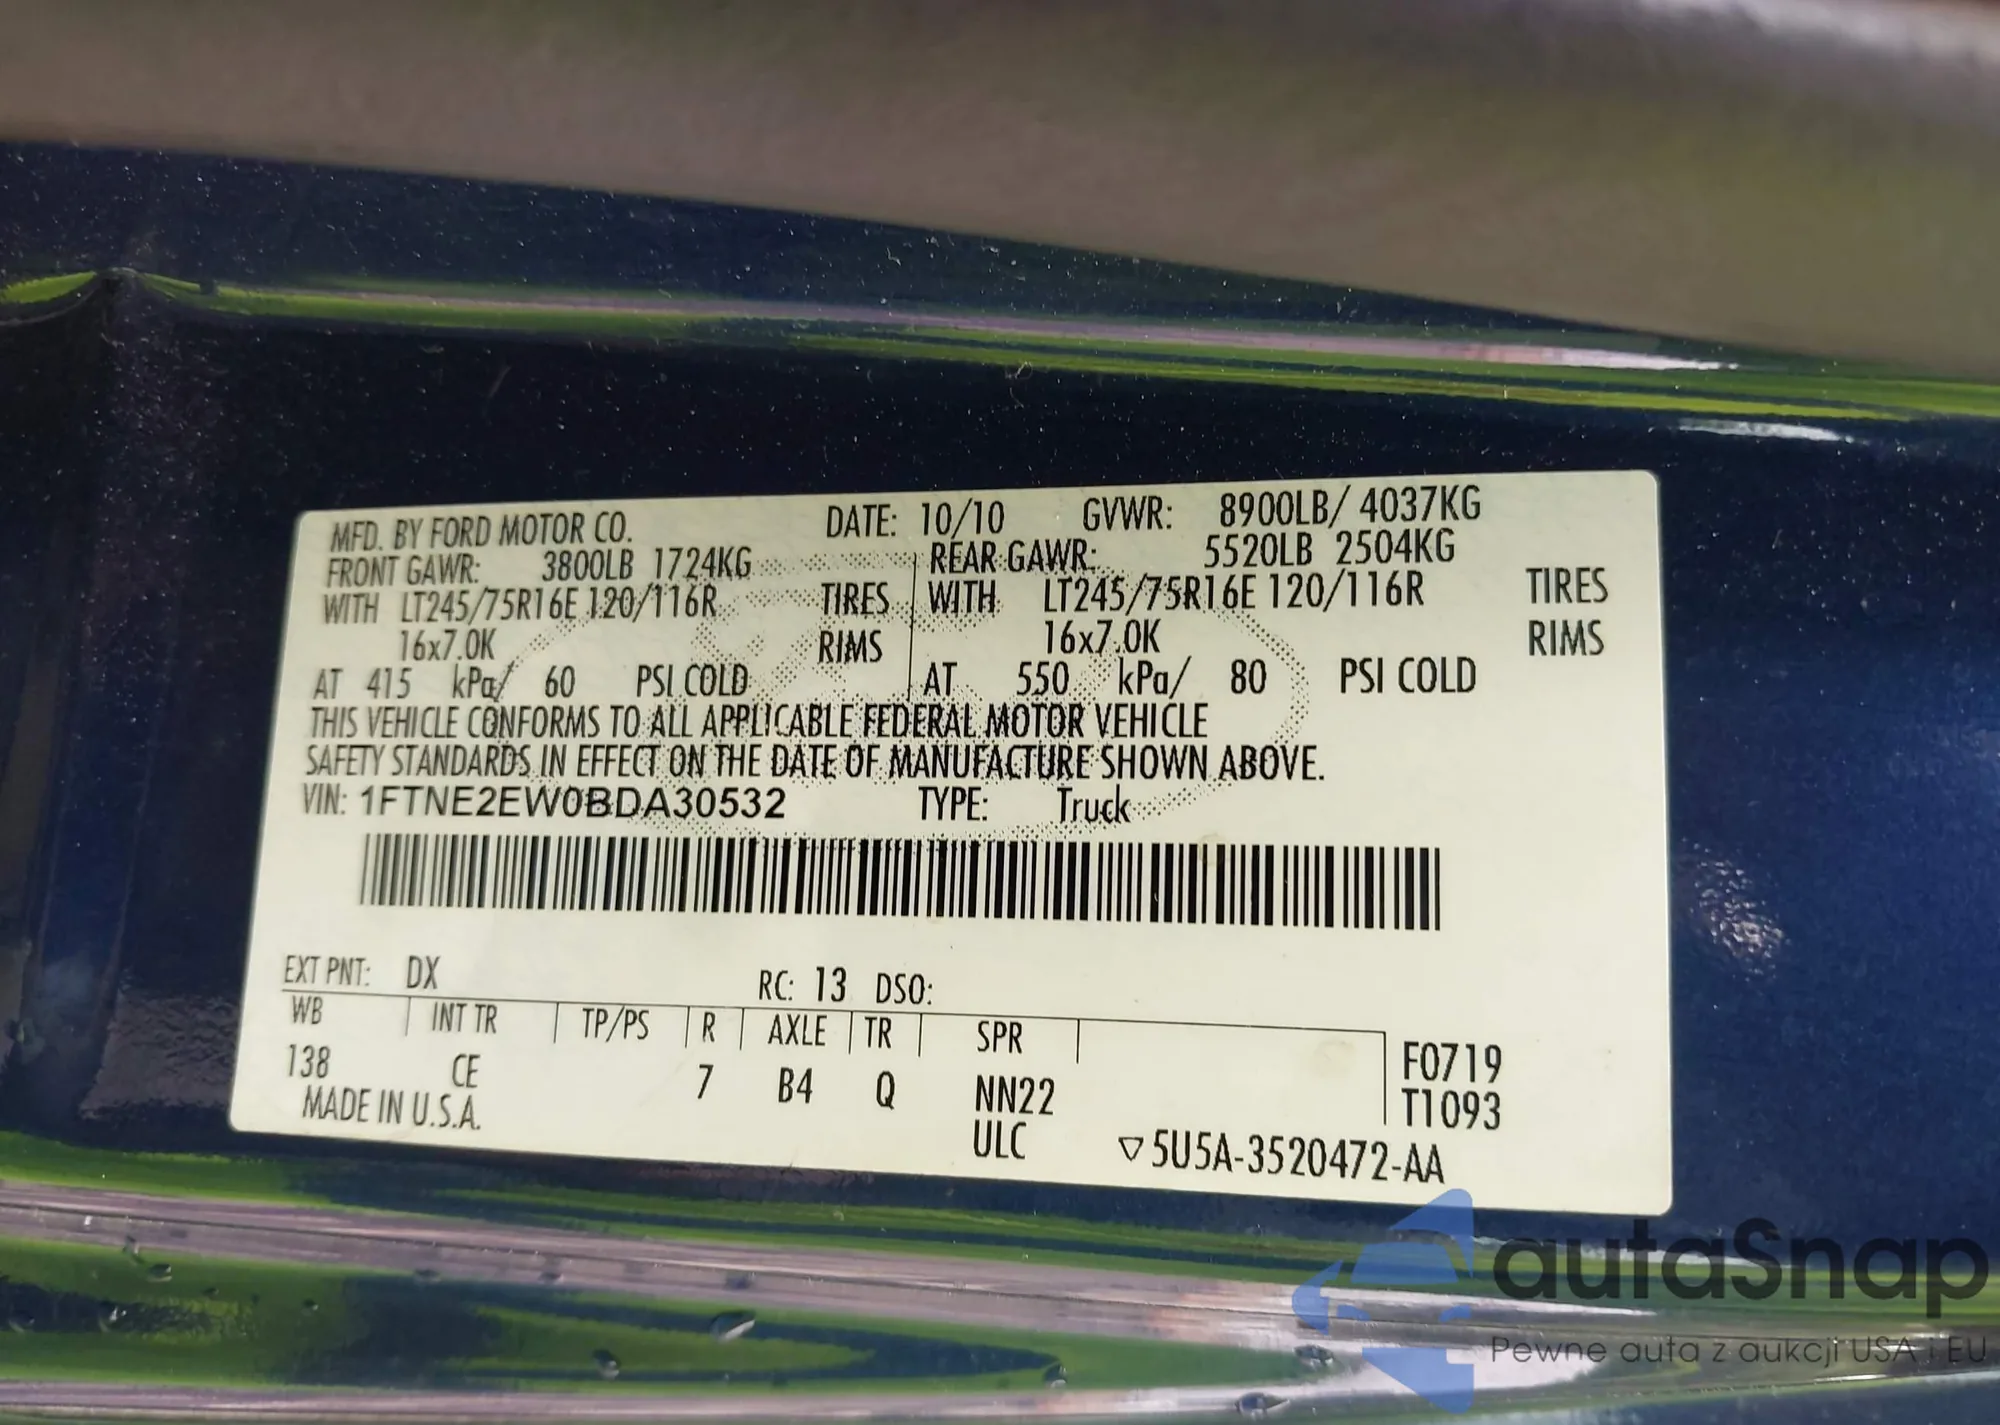 MFD. BY FORD MOTOR CO. DATE: 10/10 GVWR: 8900LB/ 4037KG
FRONT GAWR: 3800LB 1724KG REAR GAWR: 5520LB 2504KG
WITH LT245/75R16E 120/116R TIRES WITH LT245/75R16E 120/116R TIRES
16x7.0K RIMS 16x7.0K RIMS
AT 415 kPa/ 60 PSI COLD AT 550 kPa/ 80 PSI COLD
THIS VEHICLE CONFORMS TO ALL APPLICABLE FEDERAL MOTOR VEHICLE
SAFETY STANDARDS IN EFFECT ON THE DATE OF MANUFACTURE SHOWN ABOVE.
VIN: 1FTNE2EW0BDA30532 TYPE: Truck
EXT PNT: DX RC: 13 DSO:
WB INT TR TP/PS R AXLE TR SPR
138 CE 7 B4 Q NN22 F0719
MADE IN U.S.A. ULC T1093
▽5U5A-3520472-AA
autaSnap
Pewne auta z aukcji USA i EU